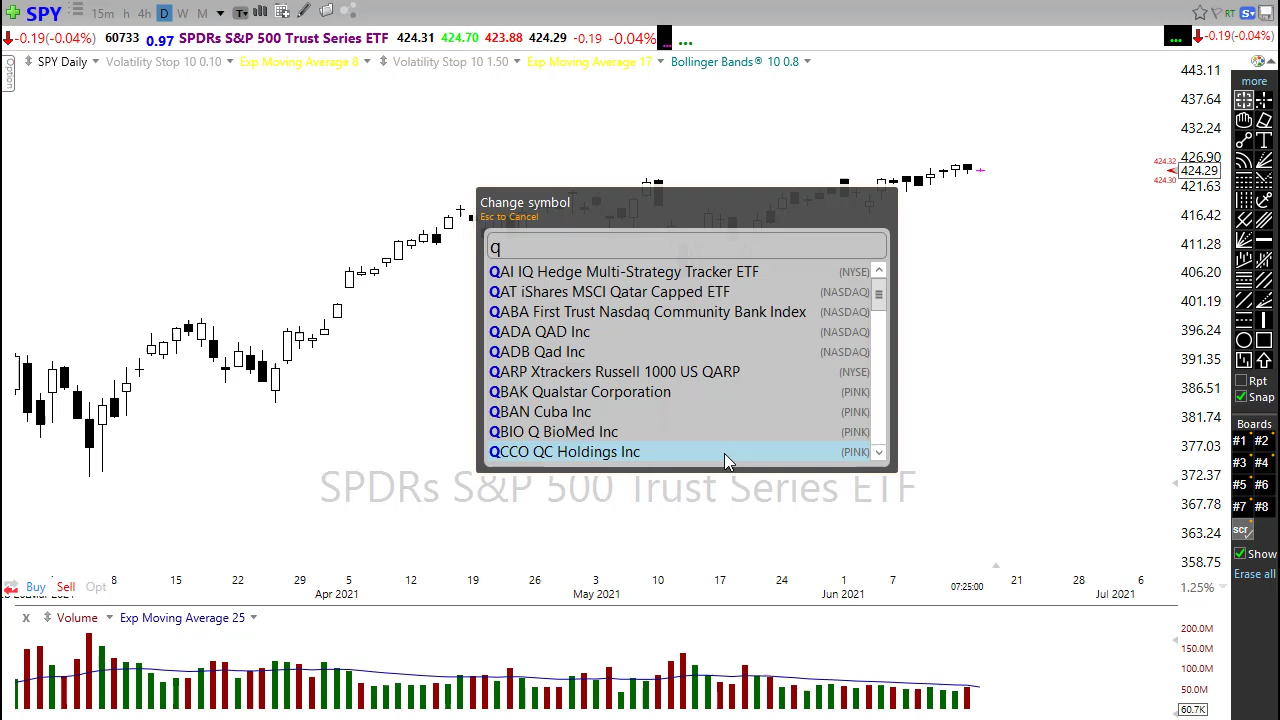 SPY 15m h 4h D W M T RT S
-0.19(-0.04%) 60733 0.97 SPDRs S&P 500 Trust Series ETF 424.31 424.70 423.88 424.29 -0.19 -0.04% ... ... -0.19(-0.04%)
Option
SPY Daily Volatility Stop 10 0.10 Exp Moving Average 8 Volatility Stop 10 1.50 Exp Moving Average 17 Bollinger Bands® 10 0.8
443.11
437.64
432.24
426.90
424.32
424.29
424.30
421.63
416.42
411.28
406.20
401.19
396.24
391.35
386.51
381.74
377.03
372.37
367.78
363.24
358.75
1.25%
more
T
Rpt
Snap
Boards
#1 #2
#3 #4
#5 #6
#7 #8
scr
Show
Erase all
Change symbol
Esc to Cancel
q
QAI IQ Hedge Multi-Strategy Tracker ETF (NYSE)
QAT iShares MSCI Qatar Capped ETF (NASDAQ)
QABA First Trust Nasdaq Community Bank Index (NASDAQ)
QADA QAD Inc (NASDAQ)
QADB Qad Inc (NASDAQ)
QARP Xtrackers Russell 1000 US QARP (NYSE)
QBAK Qualstar Corporation (PINK)
QBAN Cuba Inc (PINK)
QBIO Q BioMed Inc (PINK)
QCCO QC Holdings Inc (PINK)
SPDRs S&P 500 Trust Series ETF
Buy Sell Opt
8 15 22 29 5 12 19 26 3 10 17 24 1 7 07:25:00 21 28 6
Apr 2021 May 2021 Jun 2021 Jul 2021
x Volume Exp Moving Average 25
200.0M
150.0M
100.0M
50.0M
60.7K